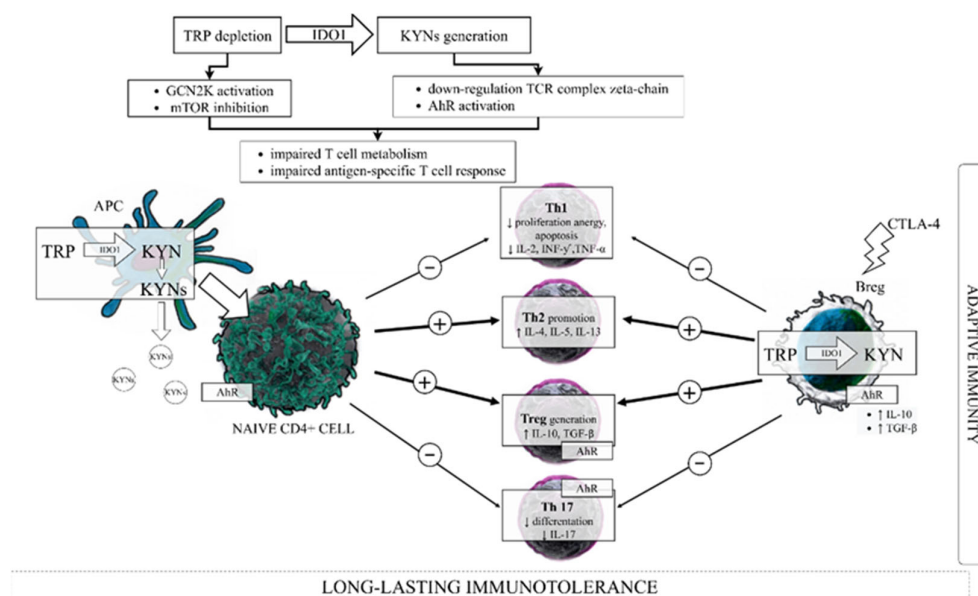 TRP depletion
IDO1
KYNs generation
• GCN2K activation
• mTOR inhibition
• down-regulation TCR complex zeta-chain
• AhR activation
• impaired T cell metabolism
• impaired antigen-specific T cell response
APC
TRP
IDO1
KYN
KYNs
KYNs
KYNs
KYNs
AhR
NAIVE CD4+ CELL
Th1
↓ proliferation anergy,
apoptosis
↓ IL-2, INF-γ,TNF-α
Th2 promotion
↑ IL-4, IL-5, IL-13
Treg generation
↑ IL-10, TGF-β
AhR
AhR
Th 17
↓ differentation
↓ IL-17
−
+
+
−
−
+
+
−
CTLA-4
Breg
TRP
IDO1
KYN
AhR
• ↑ IL-10
• ↑ TGF-β
ADAPTIVE IMMUNITY
LONG-LASTING IMMUNOTOLERANCE